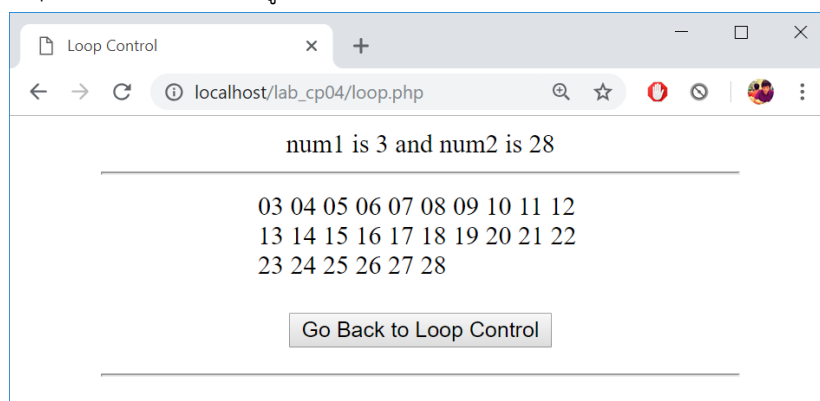 Loop Control
localhost/lab_cp04/loop.php
num1 is 3 and num2 is 28
03 04 05 06 07 08 09 10 11 12
13 14 15 16 17 18 19 20 21 22
23 24 25 26 27 28
Go Back to Loop Control